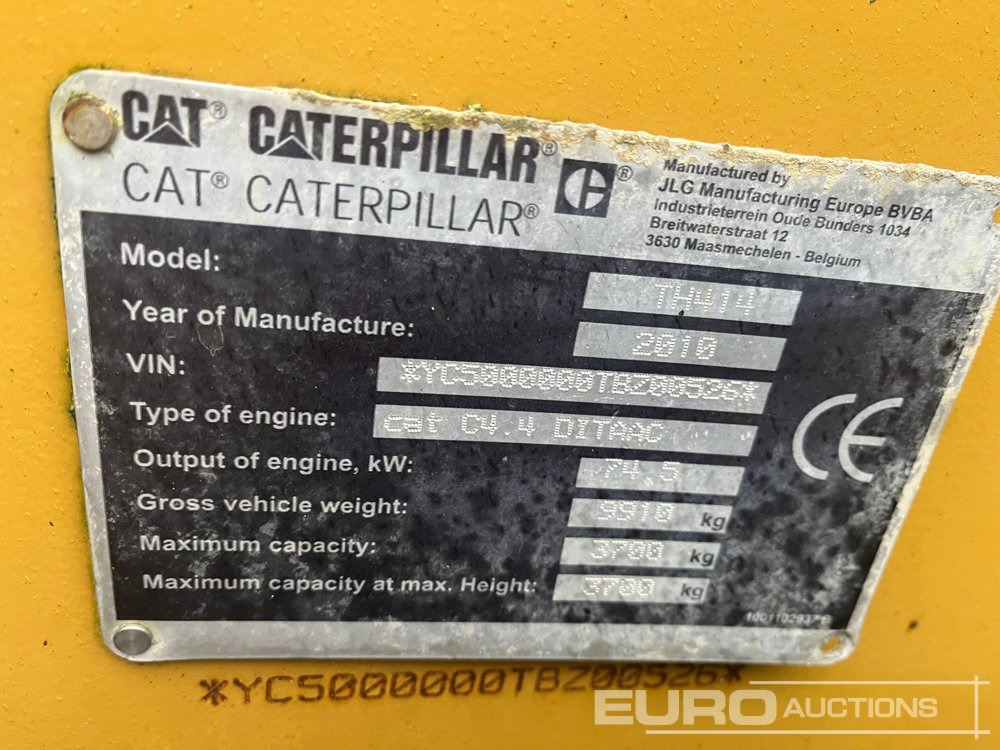 CAT® CATERPILLAR®
CAT® CATERPILLAR®
Manufactured by
JLG Manufacturing Europe BVBA
Industrieterrein Oude Bunders 1034
Breitwaterstraat 12
3630 Maasmechelen - Belgium
Model: TH414
Year of Manufacture: 2010
VIN: *YC5000000TBZ00526*
Type of engine: cat C4.4 DITAAC
Output of engine, kW: 74.5
Gross vehicle weight: 9910 kg
Maximum capacity: 3700 kg
Maximum capacity at max. Height: 3700 kg
CE
*YC5000000TBZ00526*
EURO AUCTIONS